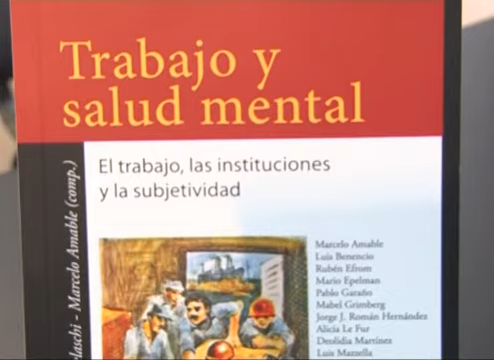 Trabajo y
salud mental
El trabajo, las instituciones
y la subjetividad
Marcelo Amable (comp.)
Marcelo Amable
Luis Benencio
Rubén Efron
Mario Epelman
Pablo Garaño
Mabel Grimberg
Jorge J. Román Hernández
Alicia Le Fur
Deolidia Martínez
Luis Mazzella